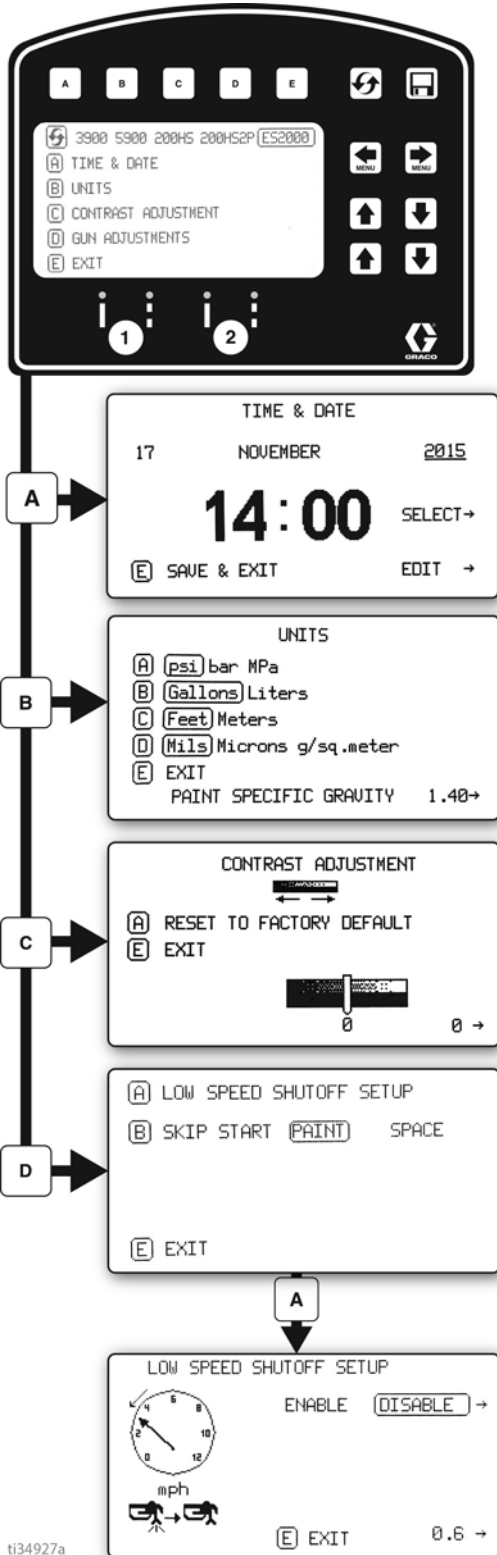 A B C D E
3900 5900 200HS 200HS2P ES2000
A TIME & DATE
B UNITS
C CONTRAST ADJUSTMENT
D GUN ADJUSTMENTS
E EXIT
MENU MENU
1 2
GRACO
A
TIME & DATE
17 NOVEMBER 2015
14:00 SELECT→
E SAVE & EXIT EDIT →
B
UNITS
A psi bar MPa
B Gallons Liters
C Feet Meters
D Mils Microns g/sq.meter
E EXIT
PAINT SPECIFIC GRAVITY 1.40→
C
CONTRAST ADJUSTMENT
A RESET TO FACTORY DEFAULT
E EXIT
0 0 →
D
A LOW SPEED SHUTOFF SETUP
B SKIP START PAINT SPACE
E EXIT
A
LOW SPEED SHUTOFF SETUP
ENABLE DISABLE →
0 2 4 6 8 10 12
mph
E EXIT 0.6 →
ti34927a